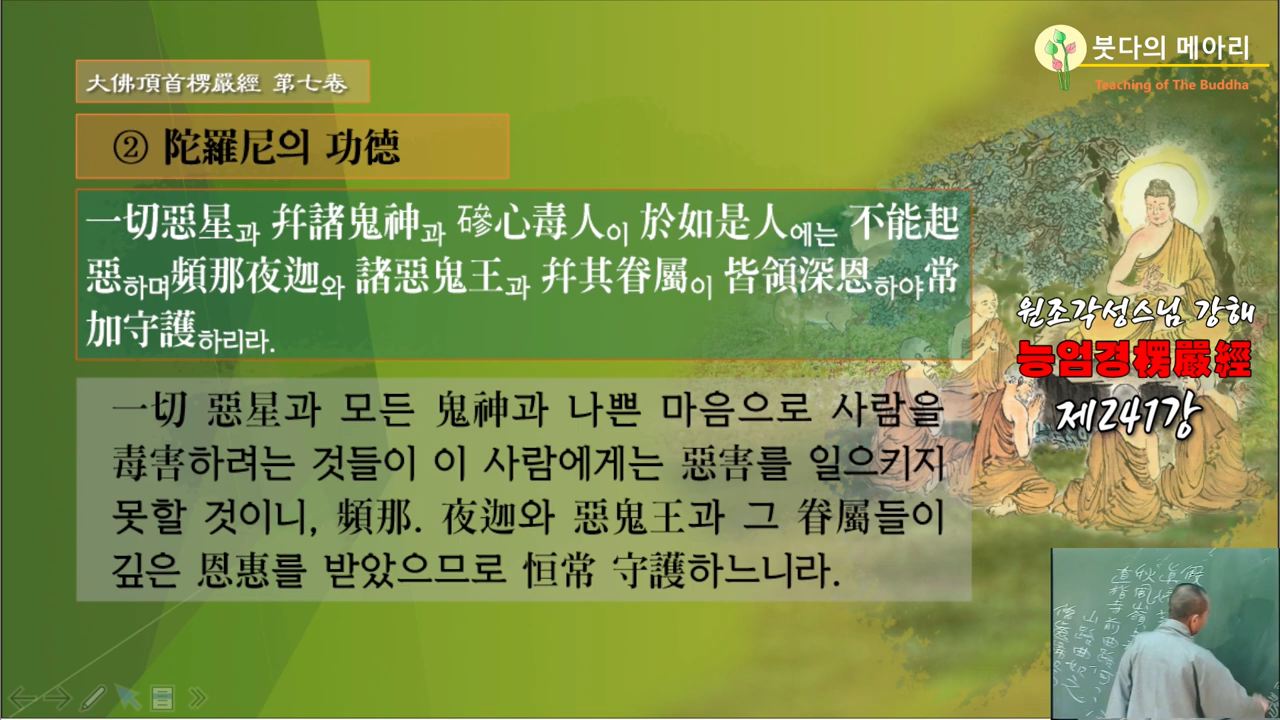 붓다의 메아리
Teaching of The Buddha
大佛頂首楞嚴經 第七卷
② 陀羅尼의 功德
一切惡星과 幷諸鬼神과 磣心毒人이 於如是人에는 不能起
惡하며頻那夜迦와 諸惡鬼王과 幷其眷屬이 皆領深恩하야常
加守護하리라.
一切 惡星과 모든 鬼神과 나쁜 마음으로 사람을
毒害하려는 것들이 이 사람에게는 惡害를 일으키지
못할 것이니, 頻那. 夜迦와 惡鬼王과 그 眷屬들이
깊은 恩惠를 받았으므로 恒常 守護하느니라.
원조각성스님 강해
능엄경楞嚴經
제241강